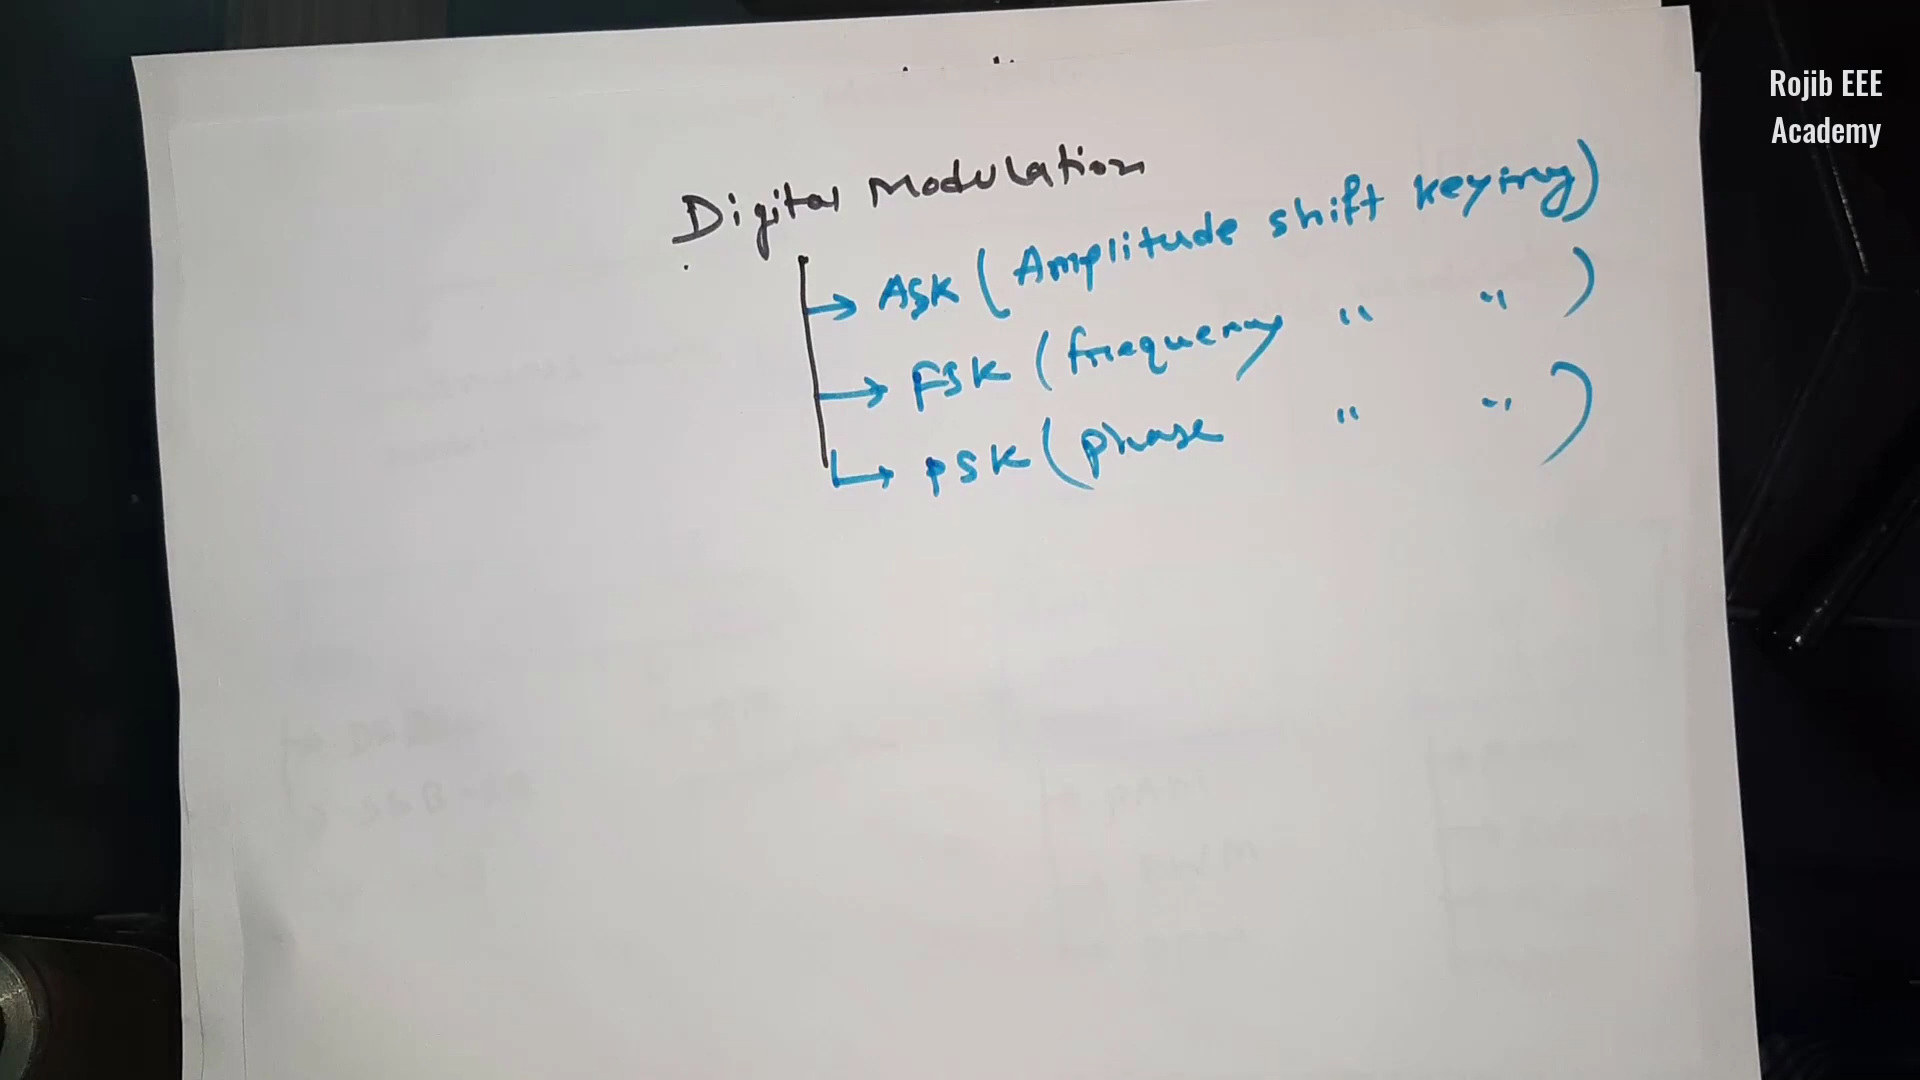 Rojib EEE
Academy
Digital Modulation
ASK (Amplitude shift keying)
FSK (frequency " " )
PSK (phase " " )